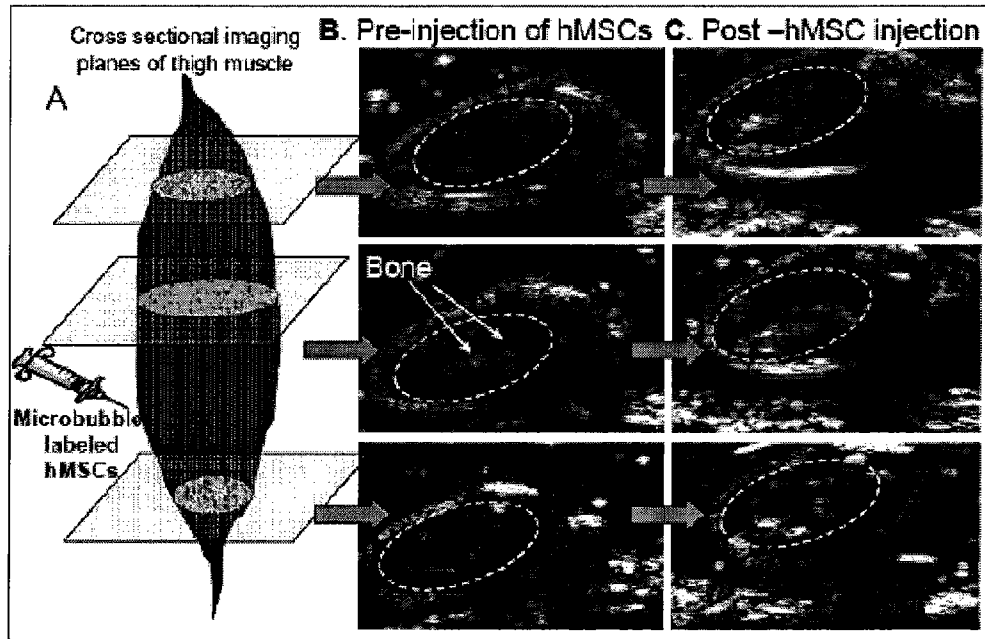 Cross sectional imaging
planes of thigh muscle
A
B. Pre-injection of hMSCs
C. Post –hMSC injection
Bone
Microbubble
labeled
hMSCs